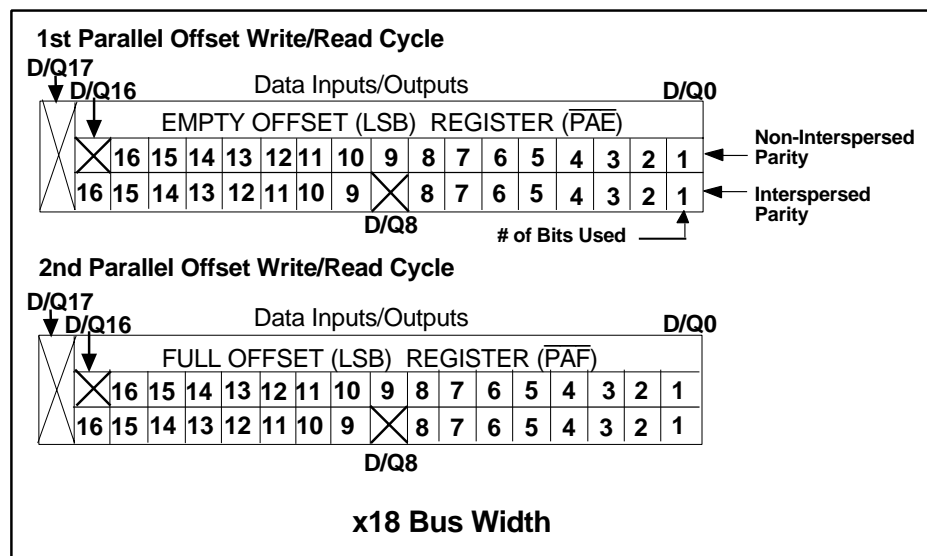 1st Parallel Offset Write/Read Cycle
D/Q17
D/Q16
Data Inputs/Outputs
D/Q0
EMPTY OFFSET (LSB) REGISTER (PAE)
16 15 14 13 12 11 10 9 8 7 6 5 4 3 2 1
Non-Interspersed
Parity
16 15 14 13 12 11 10 9 8 7 6 5 4 3 2 1
Interspersed
Parity
D/Q8
# of Bits Used
2nd Parallel Offset Write/Read Cycle
D/Q17
D/Q16
Data Inputs/Outputs
D/Q0
FULL OFFSET (LSB) REGISTER (PAF)
16 15 14 13 12 11 10 9 8 7 6 5 4 3 2 1
16 15 14 13 12 11 10 9 8 7 6 5 4 3 2 1
D/Q8
x18 Bus Width